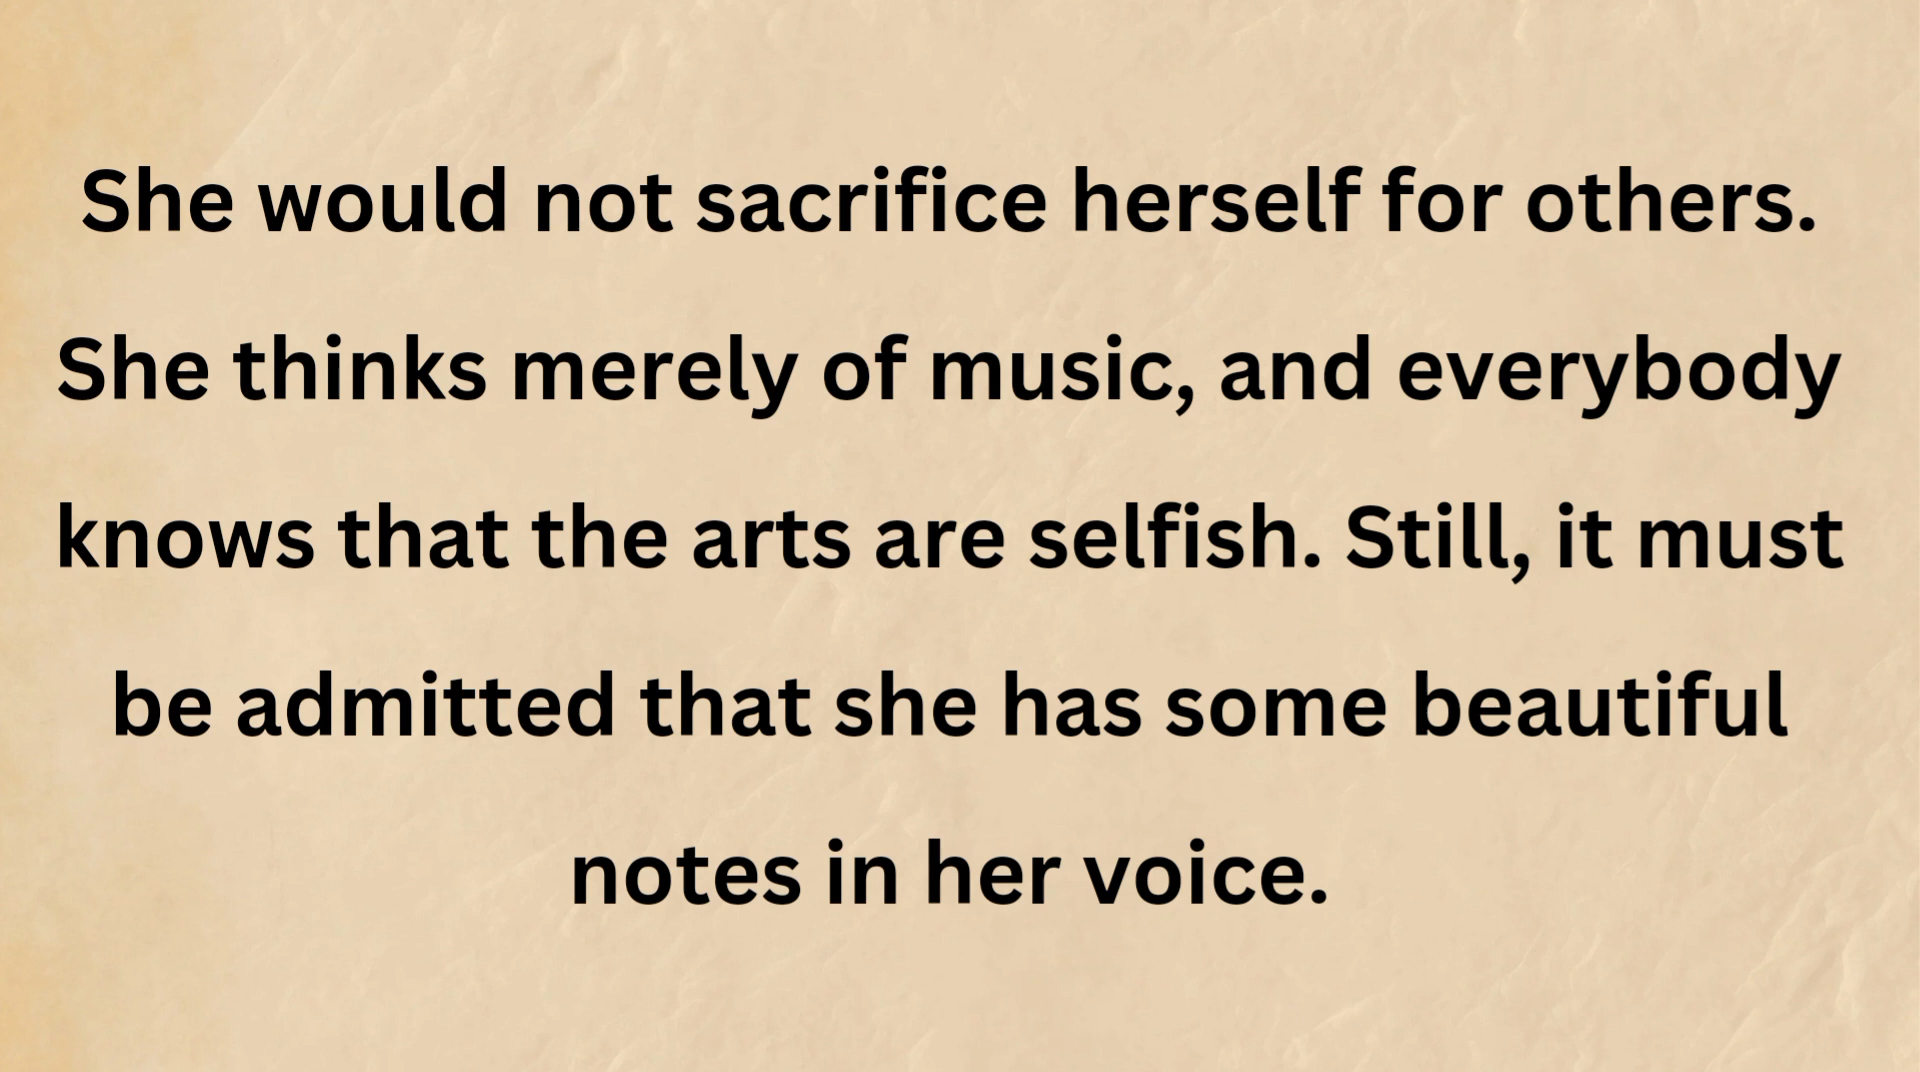 She would not sacrifice herself for others.
She thinks merely of music, and everybody
knows that the arts are selfish. Still, it must
be admitted that she has some beautiful
notes in her voice.